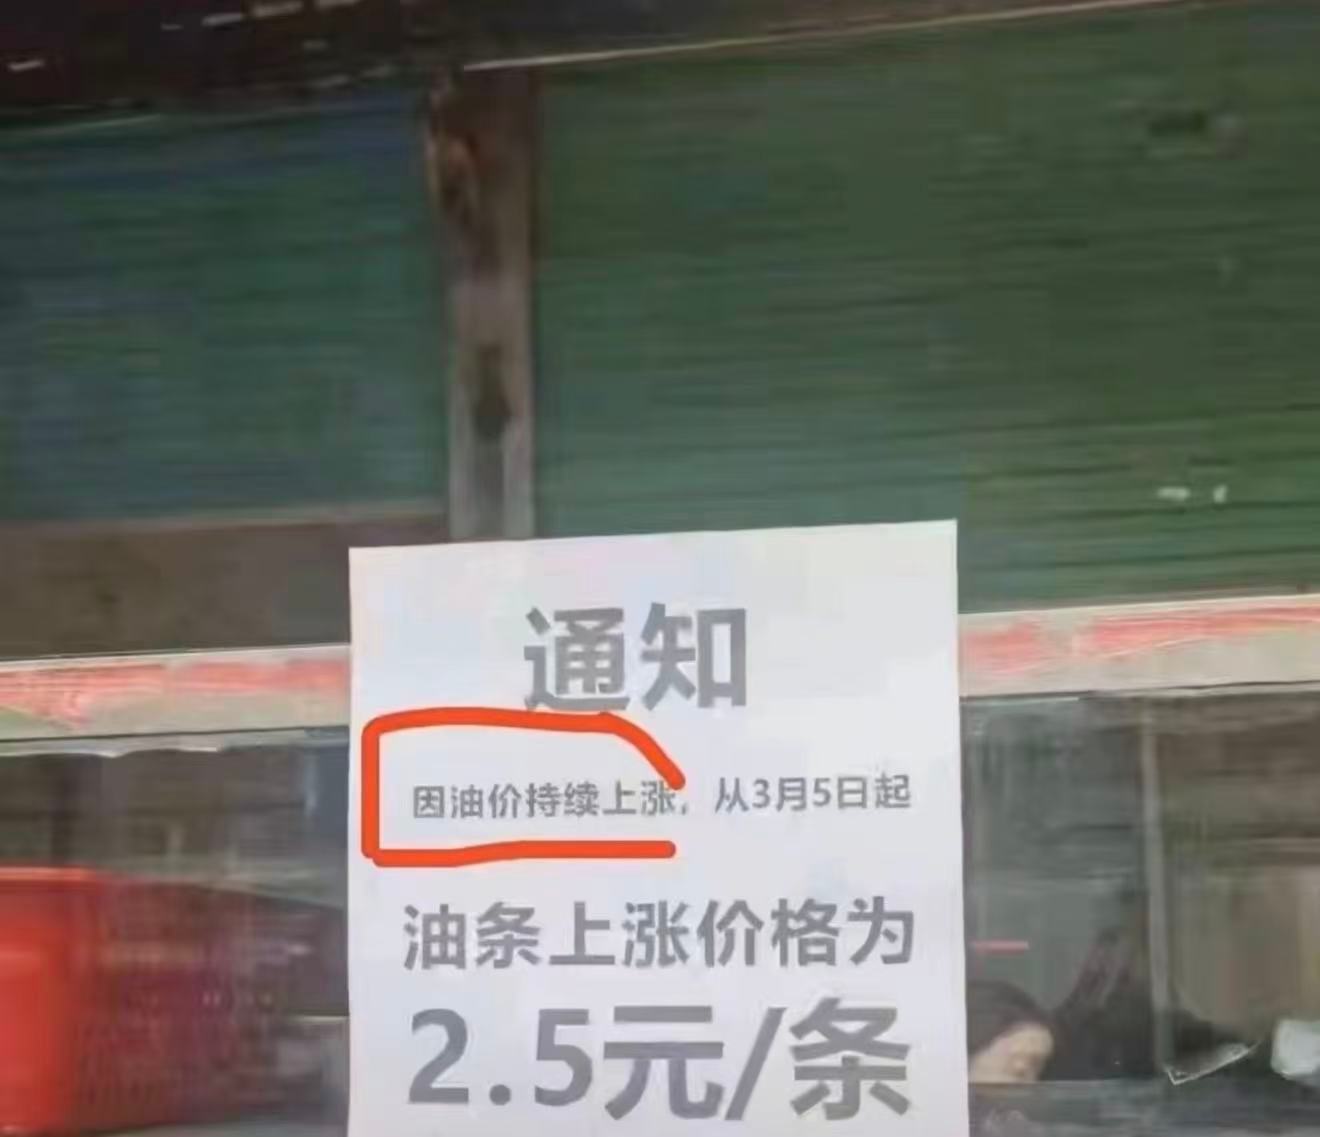 通知
因油价持续上涨，从3月5日起
油条上涨价格为
2.5元/条